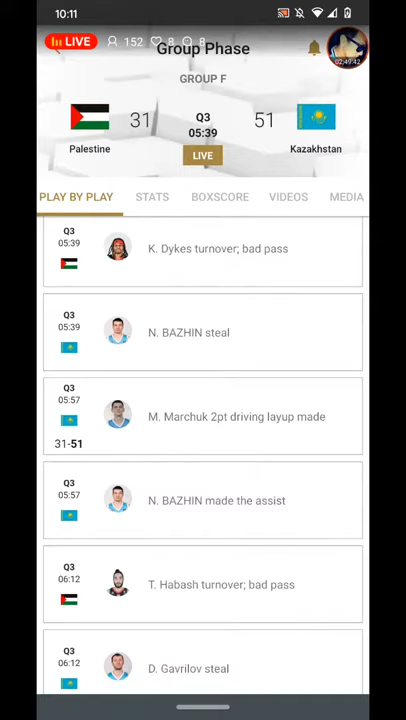 10:11
LIVE 152 8 8
Group Phase
02:49:42
GROUP F
31 Q3 51
05:39
Palestine Kazakhstan
LIVE
PLAY BY PLAY STATS BOXSCORE VIDEOS MEDIA
Q3
05:39
K. Dykes turnover; bad pass
Q3
05:39
N. BAZHIN steal
Q3
05:57
M. Marchuk 2pt driving layup made
31-51
Q3
05:57
N. BAZHIN made the assist
Q3
06:12
T. Habash turnover; bad pass
Q3
06:12
D. Gavrilov steal